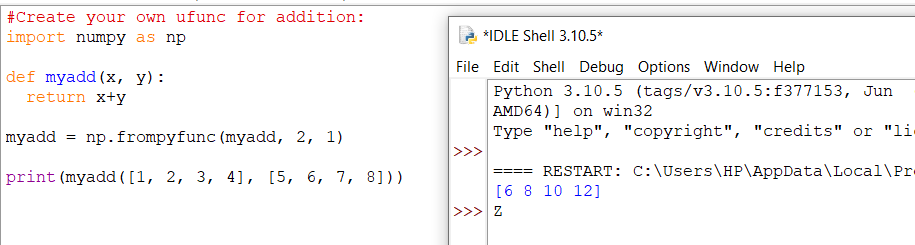 #Create your own ufunc for addition:
import numpy as np
def myadd(x, y):
  return x+y
myadd = np.frompyfunc(myadd, 2, 1)
print(myadd([1, 2, 3, 4], [5, 6, 7, 8]))
*IDLE Shell 3.10.5*
File Edit Shell Debug Options Window Help
Python 3.10.5 (tags/v3.10.5:f377153, Jun
AMD64)] on win32
Type "help", "copyright", "credits" or
>>>
==== RESTART: C:\Users\HP\AppData\Local\
[6 8 10 12]
>>> Z